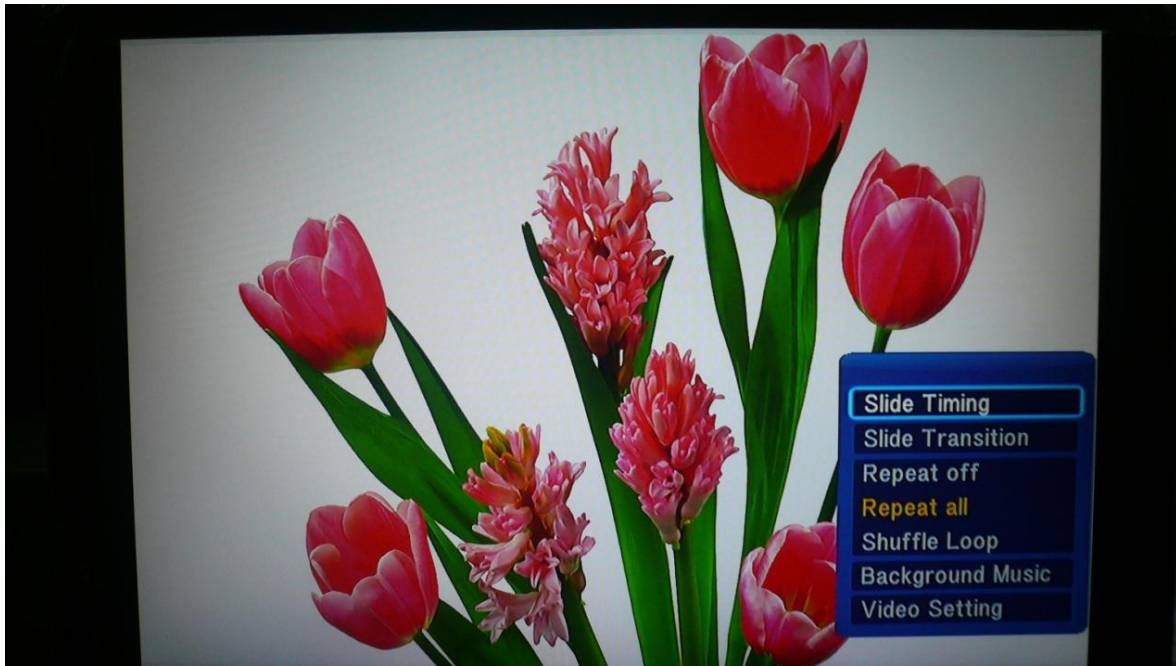 Slide Timing
Slide Transition
Repeat off
Repeat all
Shuffle Loop
Background Music
Video Setting